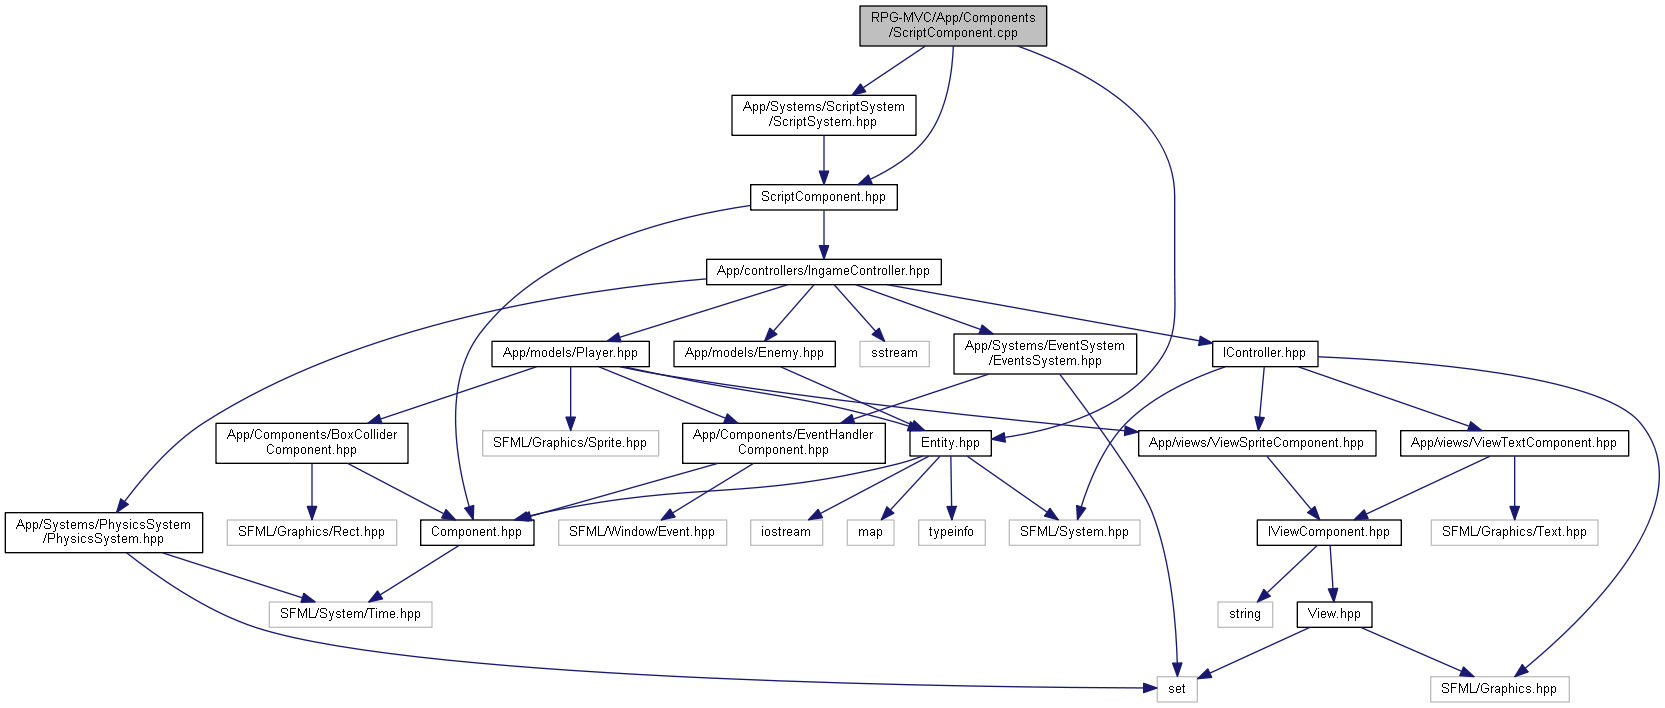 RPG-MVC/App/Components
/ScriptComponent.cpp
App/Systems/ScriptSystem
/ScriptSystem.hpp
ScriptComponent.hpp
App/controllers/IngameController.hpp
App/models/Player.hpp
App/models/Enemy.hpp
sstream
App/Systems/EventSystem
/EventsSystem.hpp
IController.hpp
App/Components/BoxCollider
Component.hpp
SFML/Graphics/Sprite.hpp
App/Components/EventHandler
Component.hpp
Entity.hpp
App/views/ViewSpriteComponent.hpp
App/views/ViewTextComponent.hpp
App/Systems/PhysicsSystem
/PhysicsSystem.hpp
SFML/Graphics/Rect.hpp
Component.hpp
SFML/Window/Event.hpp
iostream
map
typeinfo
SFML/System.hpp
IViewComponent.hpp
SFML/Graphics/Text.hpp
SFML/System/Time.hpp
string
View.hpp
set
SFML/Graphics.hpp